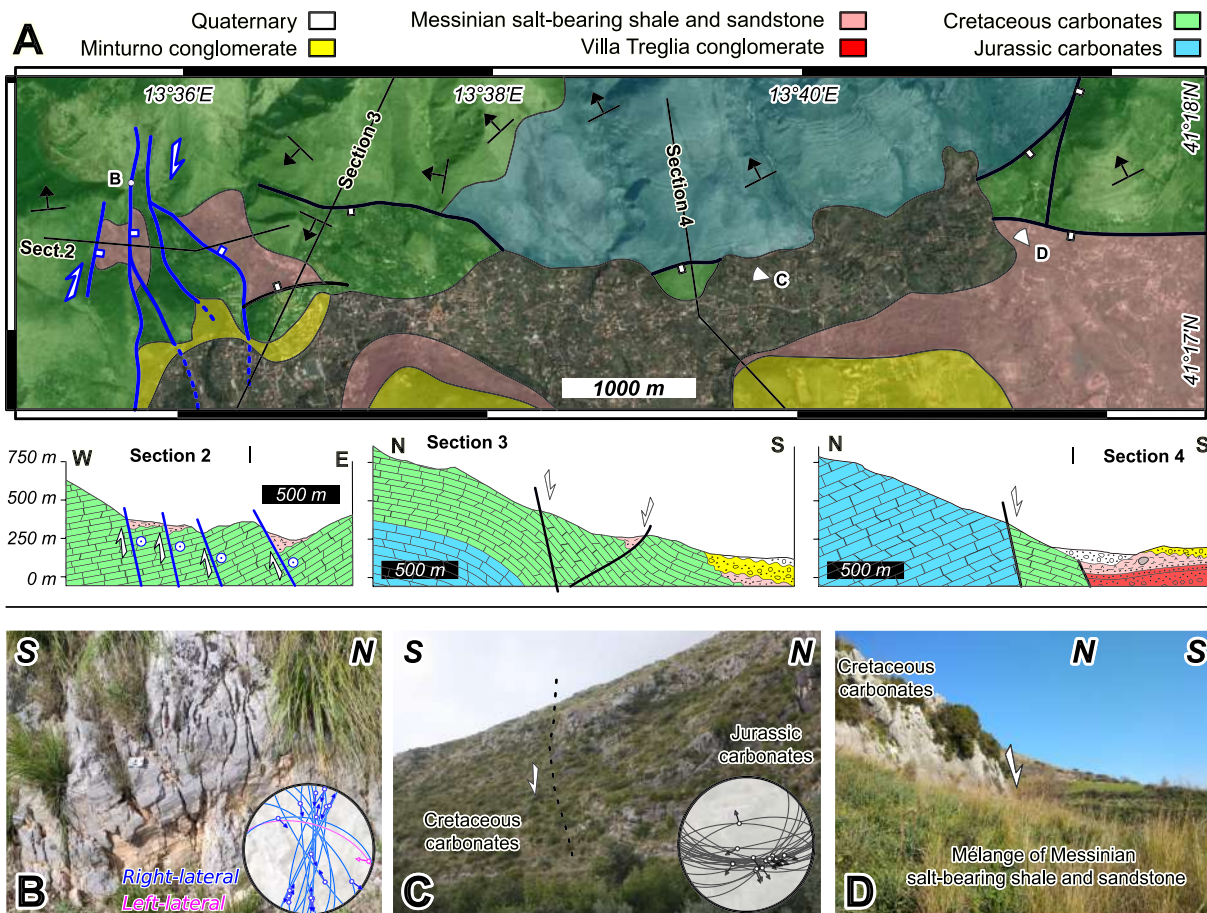 A
Quaternary
Minturno conglomerate
Messinian salt-bearing shale and sandstone
Villa Treglia conglomerate
Cretaceous carbonates
Jurassic carbonates
13°36'E
13°38'E
13°40'E
41°18'N
41°17'N
B
Sect.2
Section 3
Section 4
C
D
1000 m
750 m
500 m
250 m
0 m
W
Section 2
E
500 m
N
Section 3
S
500 m
N
Section 4
S
500 m
S
N
Right-lateral
Left-lateral
B
S
N
Jurassic
carbonates
Cretaceous
carbonates
C
Cretaceous
carbonates
N
S
Mélange of Messinian
salt-bearing shale and sandstone
D